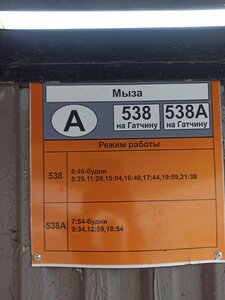 Мыза
А
538
на Гатчину
538А
на Гатчину
Режим работы
538
6:49-будни
8:29,11:29,15:04,16:49,17:44,19:59,21:38
538А
7:54-будни
9:34,12:59,18:54